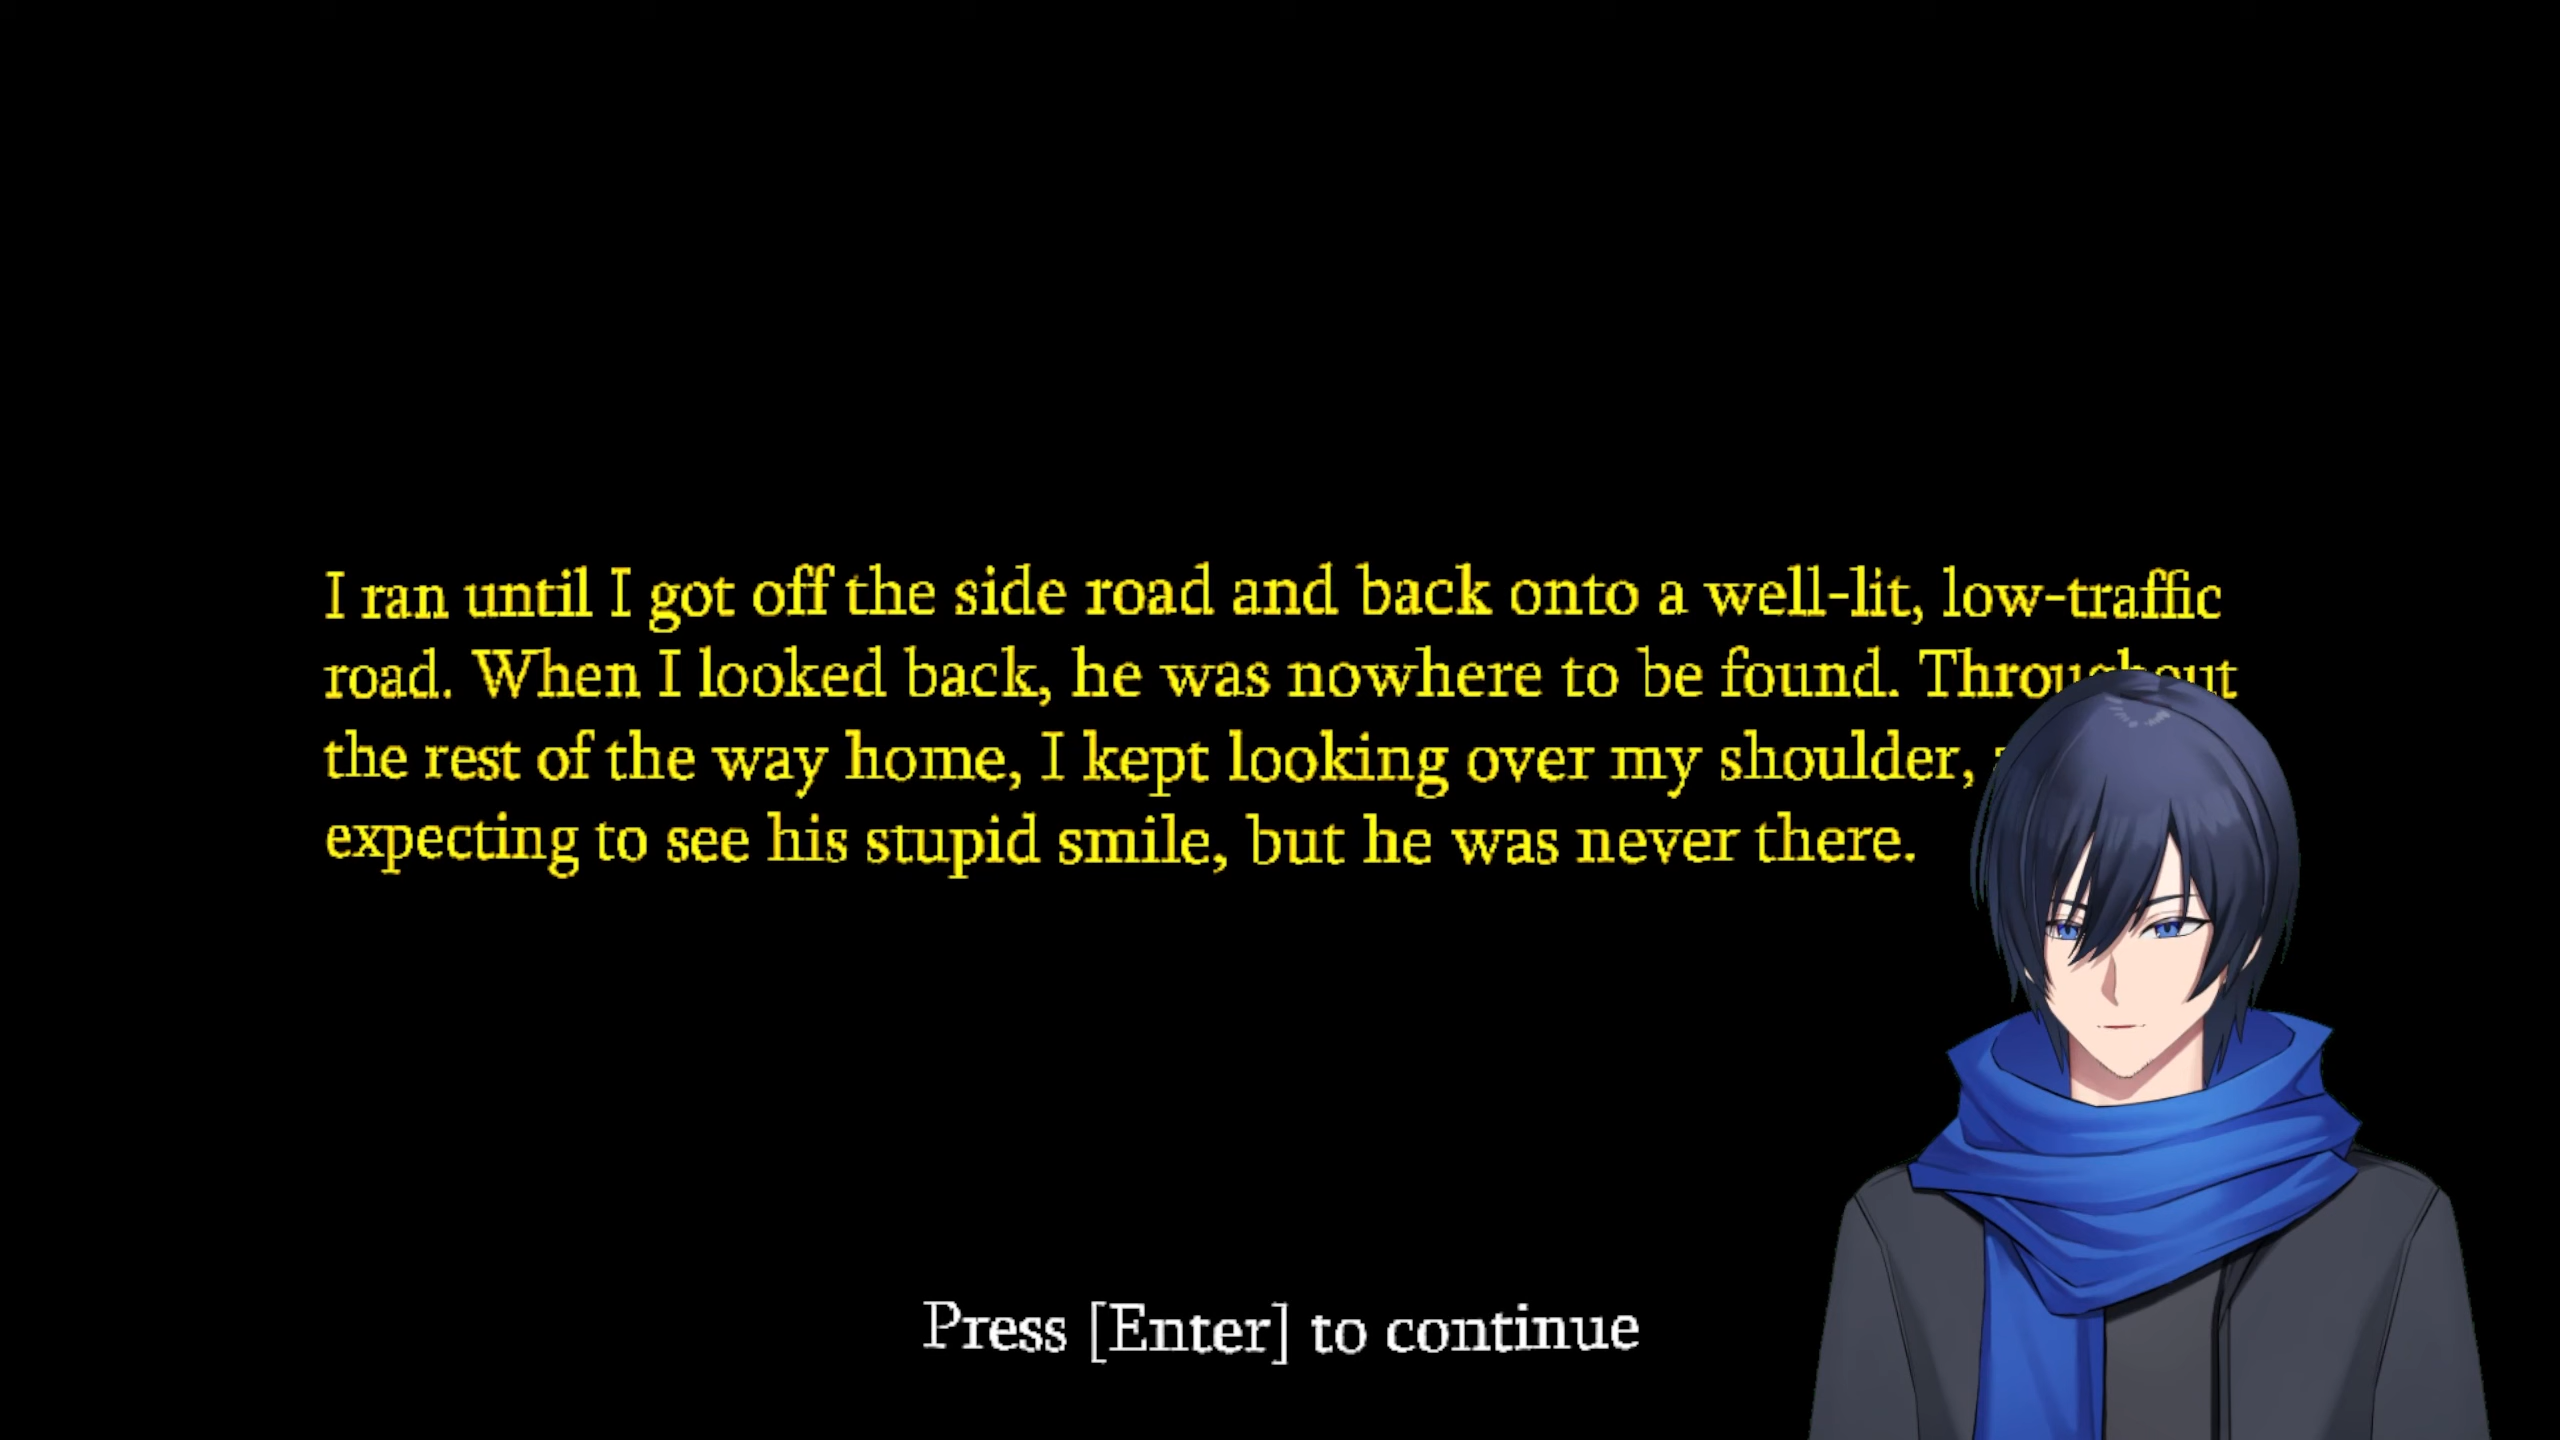 I ran until I got off the side road and back onto a well-lit, low-traffic
road. When I looked back, he was nowhere to be found. Throughout
the rest of the way home, I kept looking over my shoulder,
expecting to see his stupid smile, but he was never there.
Press [Enter] to continue